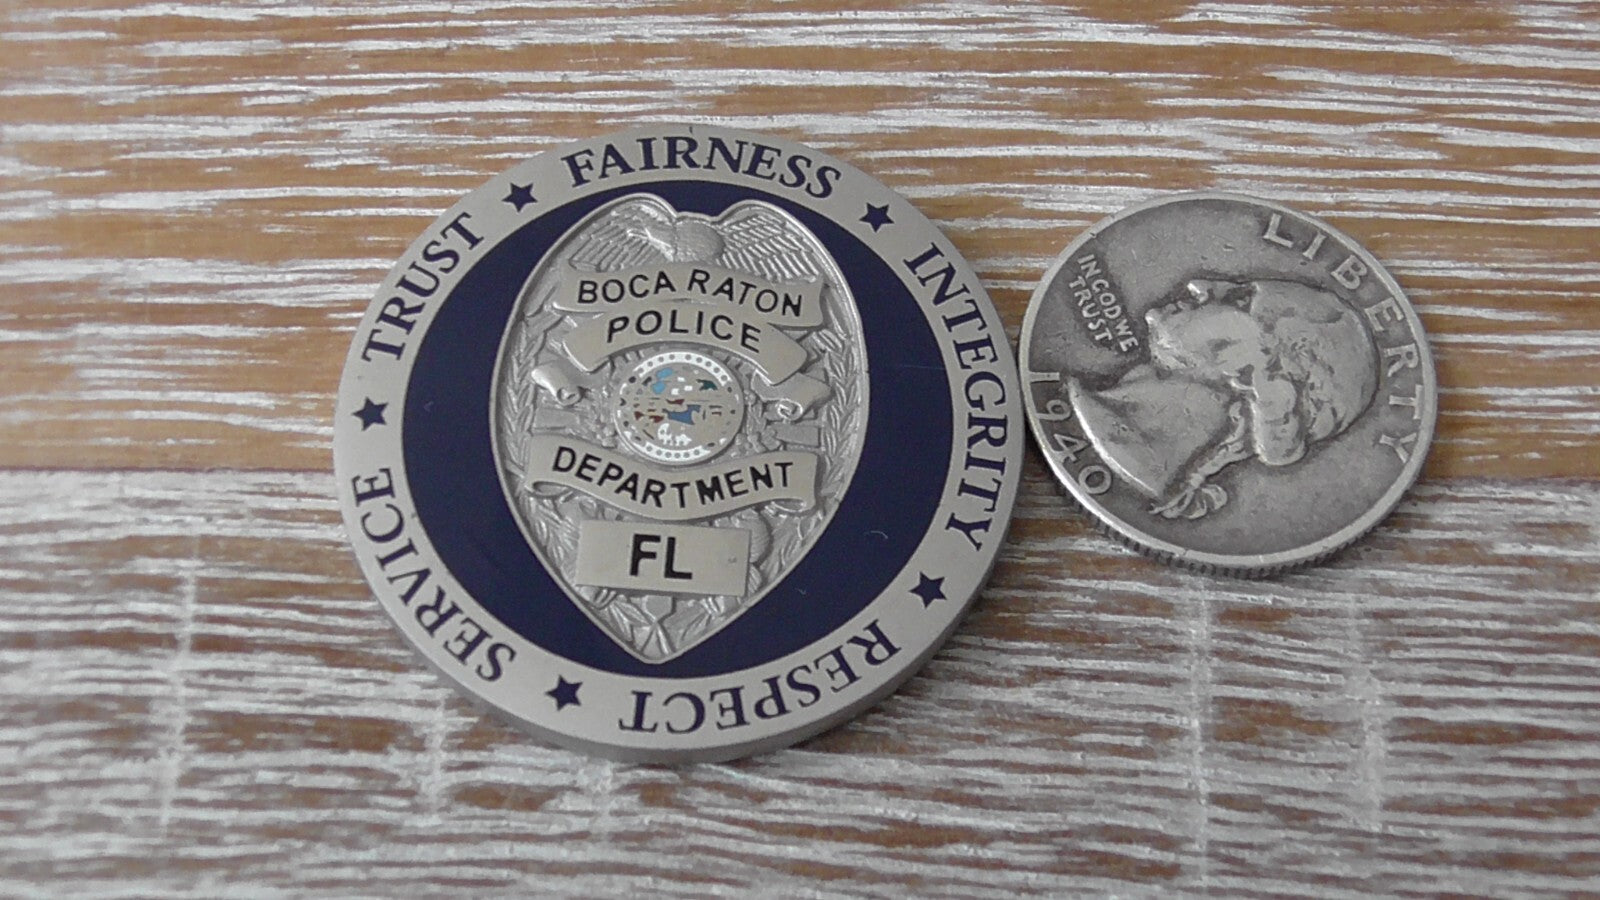 FAIRNESS ★ INTEGRITY ★ RESPECT ★ SERVICE ★ TRUST ★
BOCA RATON
POLICE
DEPARTMENT
FL
LIBERTY
IN GOD WE
TRUST
1940